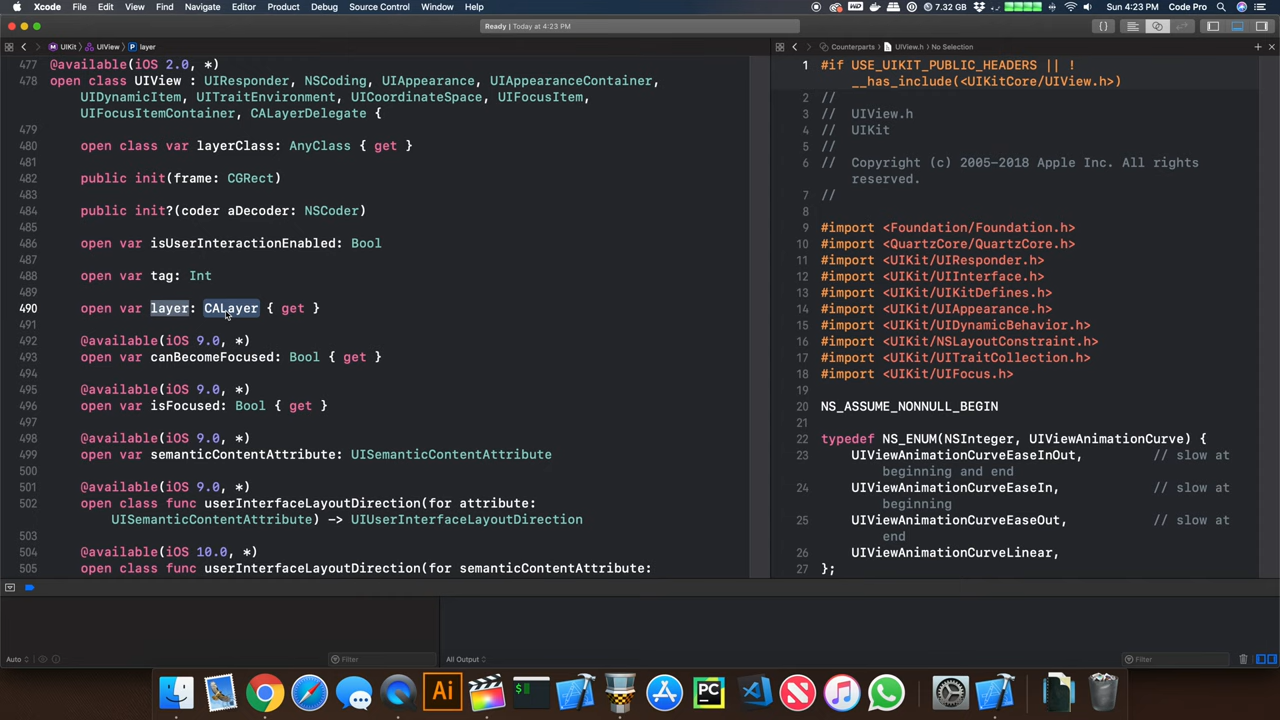 Xcode File Edit View Find Navigate Editor Product Debug Source Control Window Help 7.32 GB Sun 4:23 PM Code Pro
Ready | Today at 4:23 PM
UIKit UIView layer
477 @available(iOS 2.0, *)
478 open class UIView : UIResponder, NSCoding, UIAppearance, UIAppearanceContainer,
UIDynamicItem, UITraitEnvironment, UICoordinateSpace, UIFocusItem,
UIFocusItemContainer, CALayerDelegate {
479
480 open class var layerClass: AnyClass { get }
481
482 public init(frame: CGRect)
483
484 public init?(coder aDecoder: NSCoder)
485
486 open var isUserInteractionEnabled: Bool
487
488 open var tag: Int
489
490 open var layer: CALayer { get }
491
492 @available(iOS 9.0, *)
493 open var canBecomeFocused: Bool { get }
494
495 @available(iOS 9.0, *)
496 open var isFocused: Bool { get }
497
498 @available(iOS 9.0, *)
499 open var semanticContentAttribute: UISemanticContentAttribute
500
501 @available(iOS 9.0, *)
502 open class func userInterfaceLayoutDirection(for attribute:
UISemanticContentAttribute) -> UIUserInterfaceLayoutDirection
503
504 @available(iOS 10.0, *)
505 open class func userInterfaceLayoutDirection(for semanticContentAttribute:
Counterparts UIView.h No Selection
1 #if USE_UIKIT_PUBLIC_HEADERS || !
__has_include(<UIKitCore/UIView.h>)
2 //
3 // UIView.h
4 // UIKit
5 //
6 // Copyright (c) 2005-2018 Apple Inc. All rights
reserved.
7 //
8
9 #import <Foundation/Foundation.h>
10 #import <QuartzCore/QuartzCore.h>
11 #import <UIKit/UIResponder.h>
12 #import <UIKit/UIInterface.h>
13 #import <UIKit/UIKitDefines.h>
14 #import <UIKit/UIAppearance.h>
15 #import <UIKit/UIDynamicBehavior.h>
16 #import <UIKit/NSLayoutConstraint.h>
17 #import <UIKit/UITraitCollection.h>
18 #import <UIKit/UIFocus.h>
19
20 NS_ASSUME_NONNULL_BEGIN
21
22 typedef NS_ENUM(NSInteger, UIViewAnimationCurve) {
23 UIViewAnimationCurveEaseInOut, // slow at
beginning and end
24 UIViewAnimationCurveEaseIn, // slow at
beginning
25 UIViewAnimationCurveEaseOut, // slow at
end
26 UIViewAnimationCurveLinear,
27 };
Auto Filter All Output Filter
Ai PC